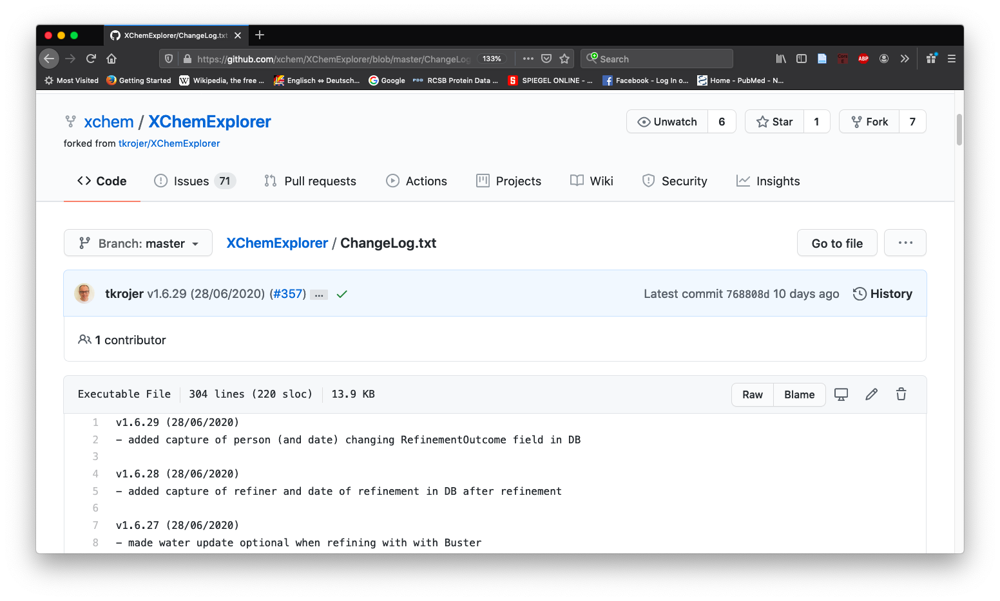 XChemExplorer/ChangeLog.txt
https://github.com/xchem/XChemExplorer/blob/master/ChangeLog 133% Search ABP
Most Visited Getting Started Wikipedia, the free ... Englisch ⇔ Deutsch... Google PDB RCSB Protein Data ... S SPIEGEL ONLINE - ... Facebook - Log In o... Home - PubMed - N...
xchem / XChemExplorer Unwatch 6 Star 1 Fork 7
forked from tkrojer/XChemExplorer
Code Issues 71 Pull requests Actions Projects Wiki Security Insights
Branch: master XChemExplorer / ChangeLog.txt Go to file ...
tkrojer v1.6.29 (28/06/2020) (#357) ... Latest commit 768808d 10 days ago History
1 contributor
Executable File 304 lines (220 sloc) 13.9 KB Raw Blame
1 v1.6.29 (28/06/2020)
2 - added capture of person (and date) changing RefinementOutcome field in DB
3
4 v1.6.28 (28/06/2020)
5 - added capture of refiner and date of refinement in DB after refinement
6
7 v1.6.27 (28/06/2020)
8 - made water update optional when refining with with Buster